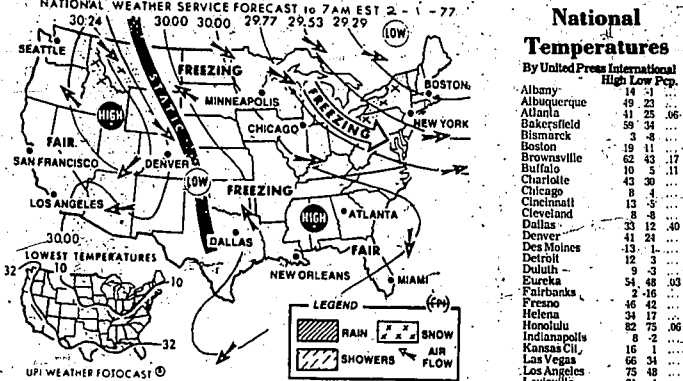 NATIONAL WEATHER SERVICE FORECAST to 7AM EST 2 - 1 - 77
30.24 30.00 30.00 29.77 29.53 29.29
LOW
SEATTLE
FREEZING
STATIC
MINNEAPOLIS
BOSTON
FREEZING
HIGH
CHICAGO
NEW YORK
FAIR
SAN FRANCISCO
DENVER
LOW
FREEZING
LOS ANGELES
HIGH
ATLANTA
30.00
DALLAS
FAIR
LOWEST TEMPERATURES
32 10
NEW ORLEANS
MIAMI
10
32
LEGEND
UPI
RAIN
SNOW
SHOWERS
AIR FLOW
UPI WEATHER FOTOCAST ©
National
Temperatures
By United Press International
High Low Pcp.
Albany 14 -1 ...
Albuquerque 49 23 ...
Atlanta 41 25 .06
Bakersfield 59 34 ...
Bismarck 3 -8 ...
Boston 19 11 ...
Brownsville 62 43 .17
Buffalo 10 5 .11
Charlotte 43 30 ...
Chicago 8 4 ...
Cincinnati 13 -5 ...
Cleveland 8 -8 ...
Dallas 33 12 .40
Denver 41 24 ...
Des Moines 13 1 ...
Detroit 12 3 ...
Duluth 9 -3 ...
Eureka 54 48 .03
Fairbanks 2 -16 ...
Fresno 46 42 ...
Helena 34 17 ...
Honolulu 82 75 .06
Indianapolis 8 -2 ...
Kansas City 16 1 ...
Las Vegas 66 34 ...
Los Angeles 75 48 ...